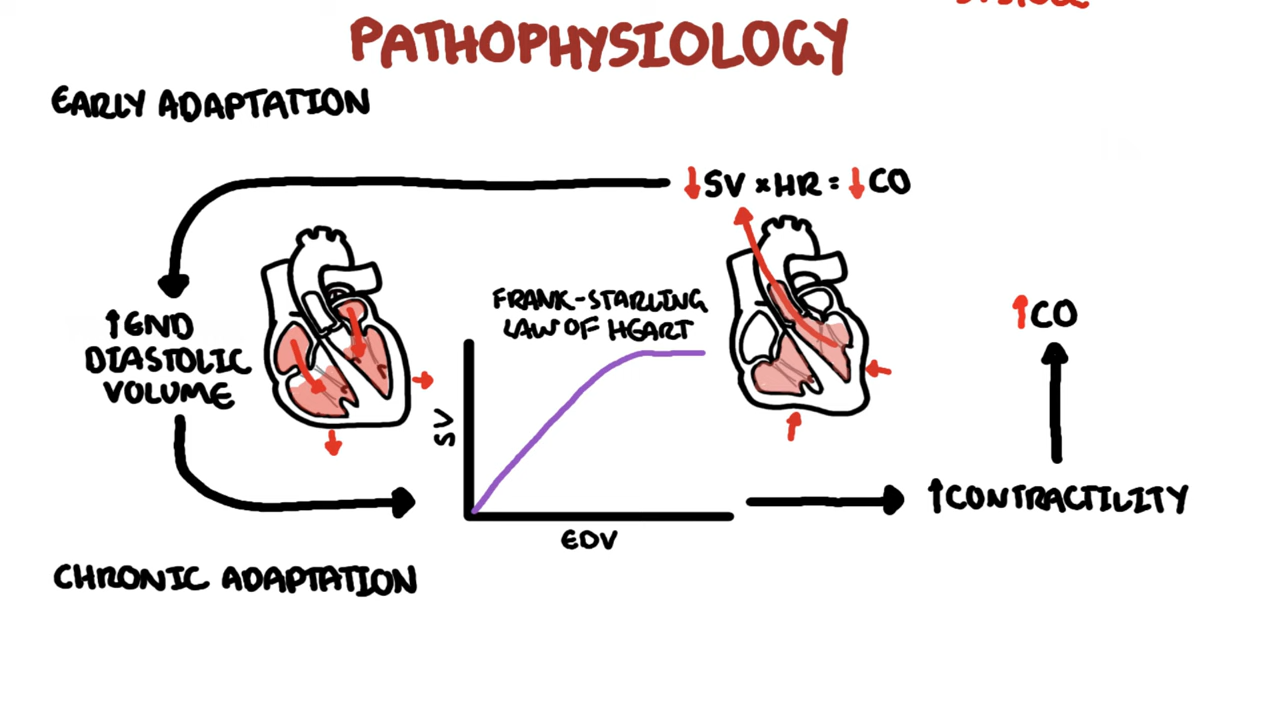 PATHOPHYSIOLOGY
EARLY ADAPTATION
↓SV × HR = ↓CO
↑END
DIASTOLIC
VOLUME
FRANK-STARLING
LAW OF HEART
SV
EDV
↑CO
↑CONTRACTILITY
CHRONIC ADAPTATION